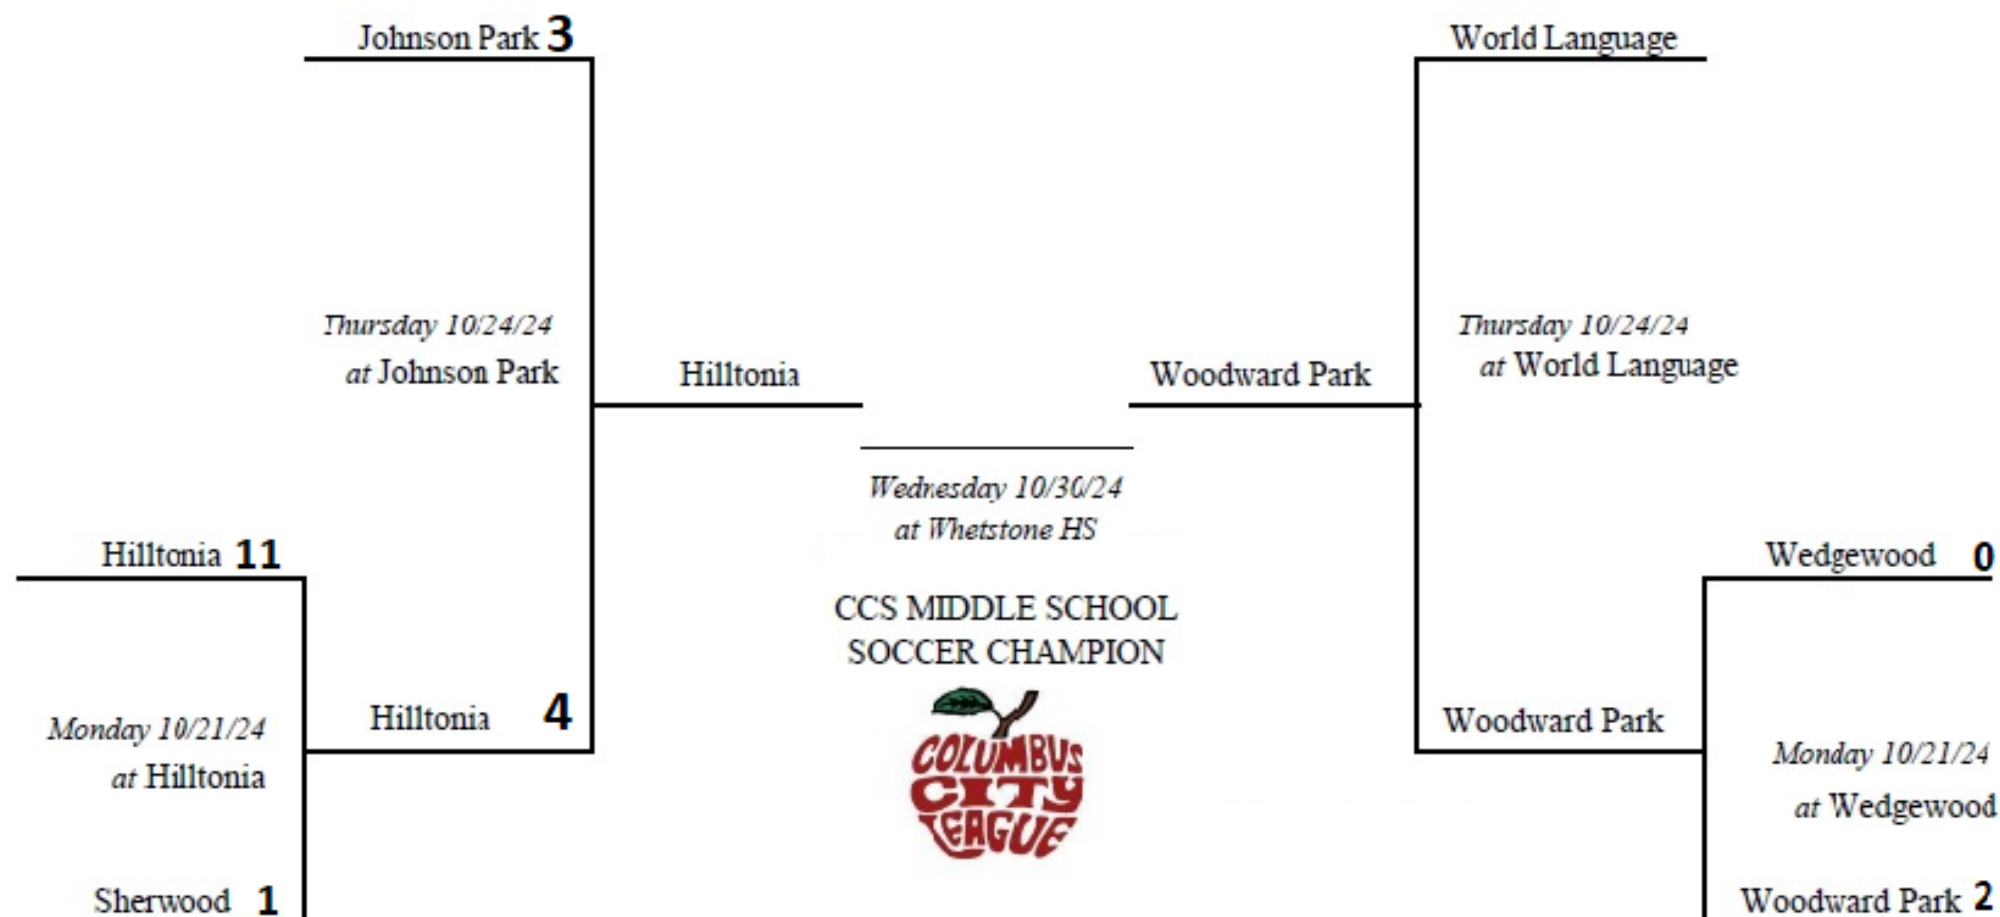 Johnson Park 3
World Language
Thursday 10/24/24
at Johnson Park
Thursday 10/24/24
at World Language
Hilltonia
Woodward Park
Wednesday 10/30/24
at Whetstone HS
Hilltonia 11
Wedgewood 0
CCS MIDDLE SCHOOL
SOCCER CHAMPION
Hilltonia 4
Woodward Park
Monday 10/21/24
at Hilltonia
COLUMBUS
CITY
LEAGUE
Monday 10/21/24
at Wedgewood
Sherwood 1
Woodward Park 2